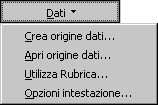 Dati
Crea origine dati...
Apri origine dati...
Utilizza Rubrica...
Opzioni intestazione...